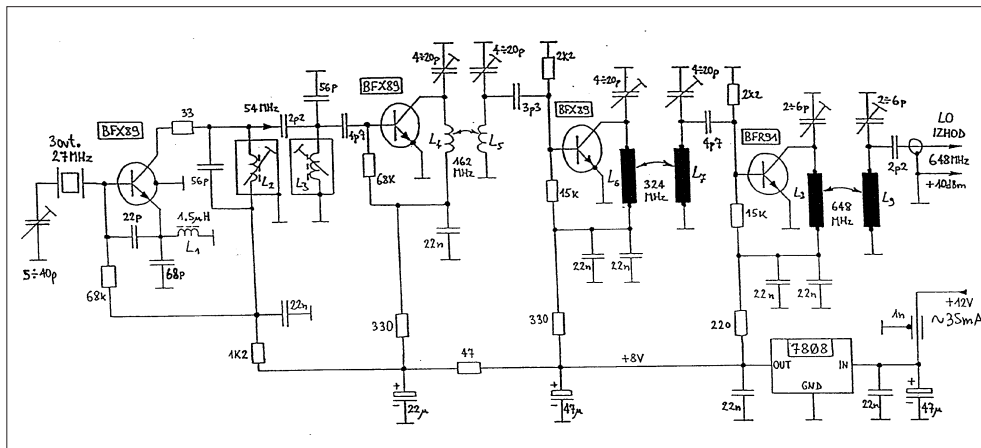 BFX89
3 ovt.
27MHz
5÷40p
22p
68k
68p
1.5µH
L1
33
56p
54MHz
2p2
L2
56p
L3
4p7
22n
1K2
BFX89
68K
4÷20p
4÷20p
L4
L5
162
MHz
22n
330
22µ
47
3p3
2K2
BFX89
15K
4÷20p
4÷20p
L6
L7
324
MHz
22n
22n
330
47µ
+8V
4p7
2K2
BFR91
15K
2÷6p
2÷6p
L3
L9
648
MHz
22n
22n
220
2p2
LO
IZHOD
648MHz
+10dBm
7808
OUT
IN
GND
22n
22n
1n
+12V
~35mA
47µ